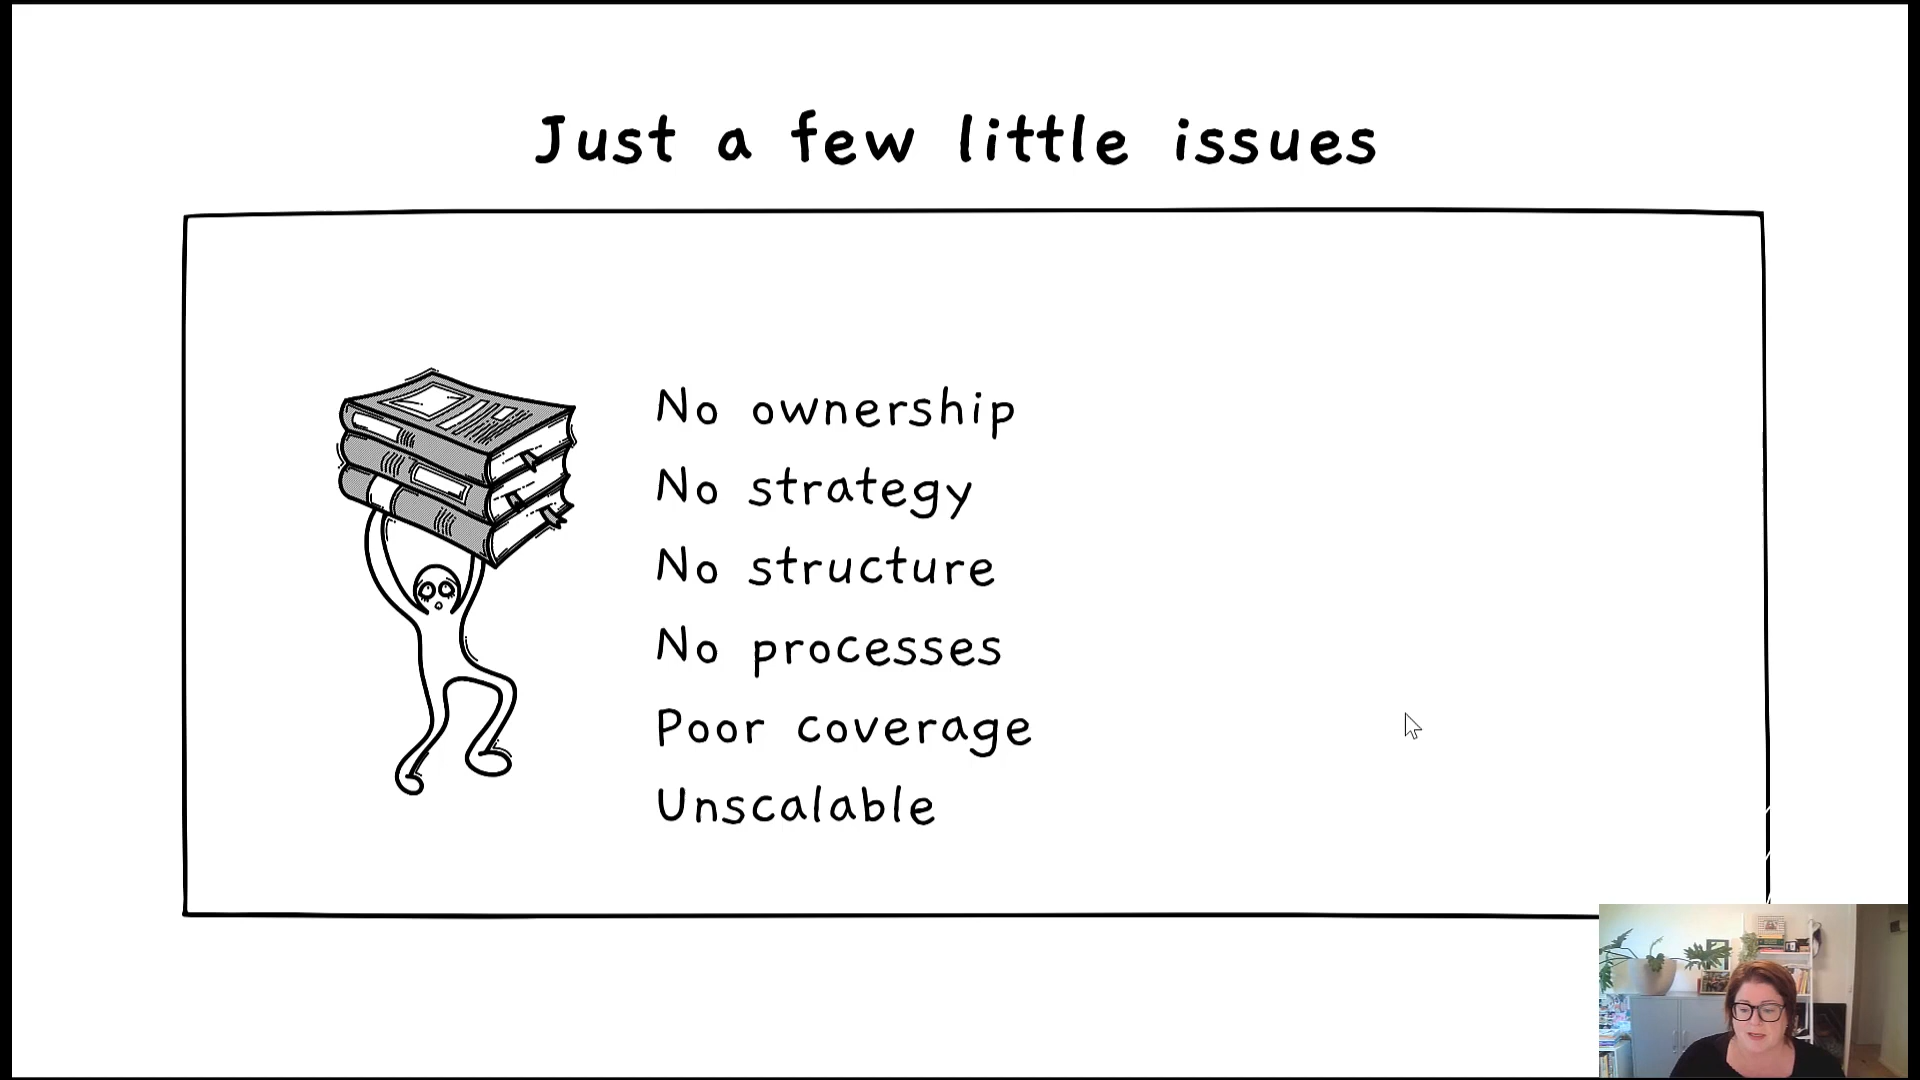 Just a few little issues
No ownership
No strategy
No structure
No processes
Poor coverage
Unscalable